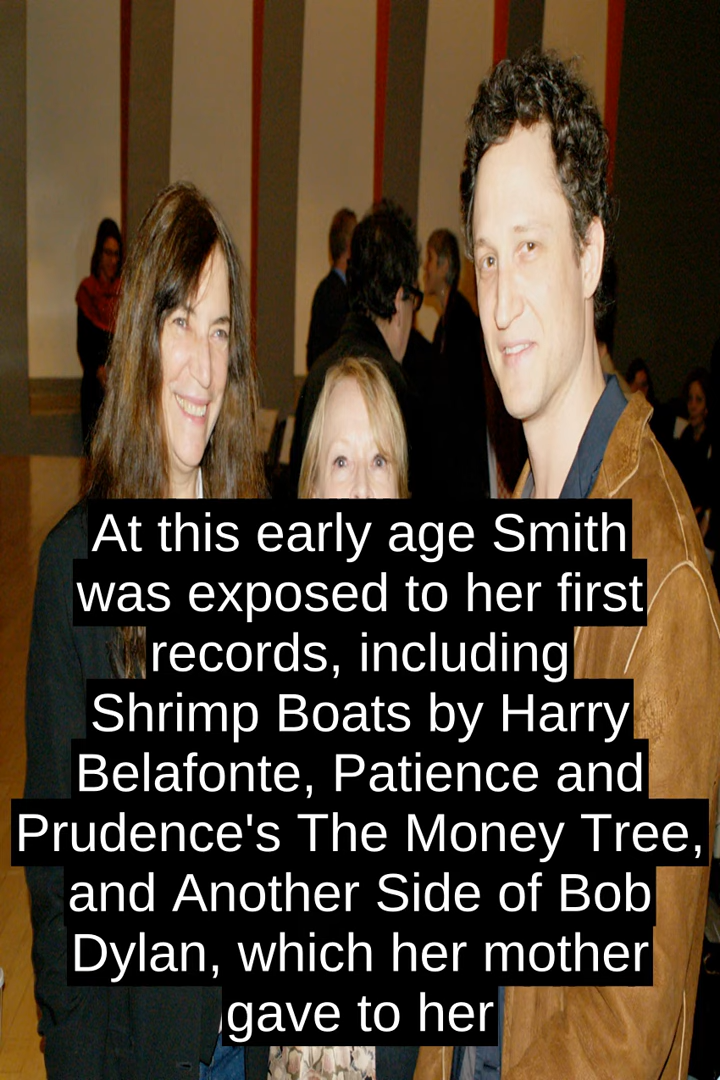 At this early age Smith
was exposed to her first
records, including
Shrimp Boats by Harry
Belafonte, Patience and
Prudence's The Money Tree,
and Another Side of Bob
Dylan, which her mother
gave to her